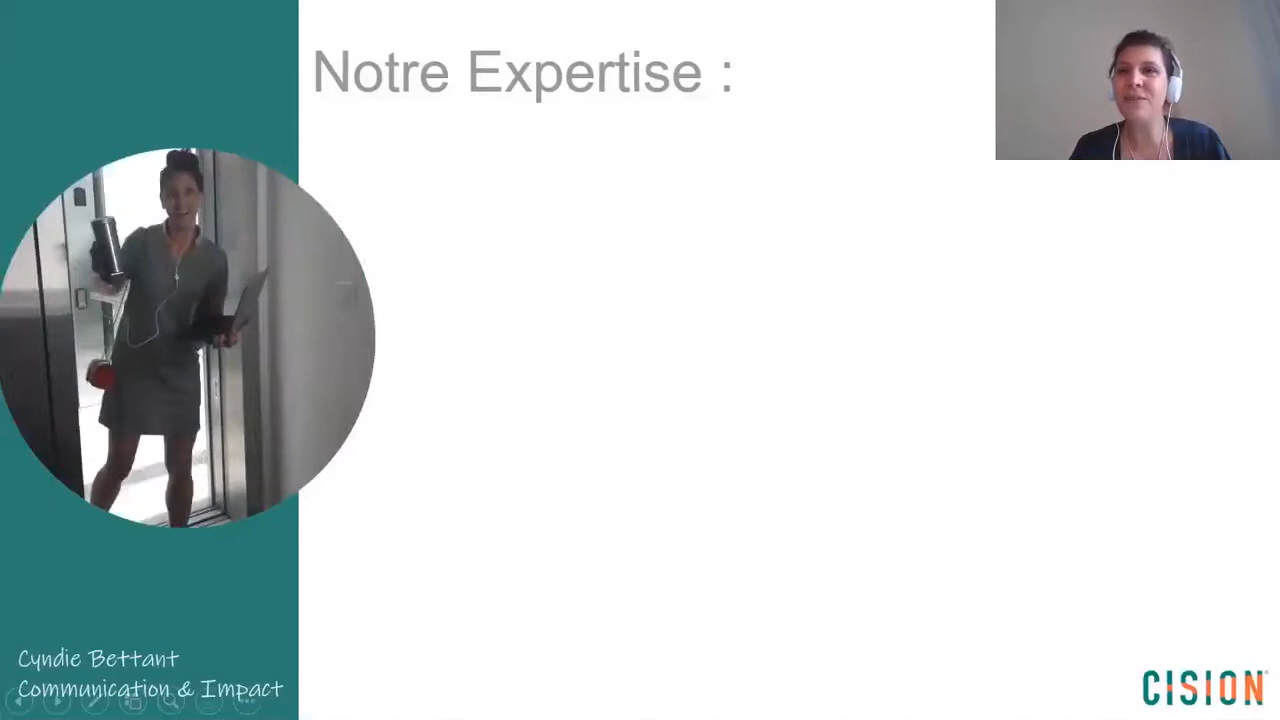 Notre Expertise :
Cyndie Bettant
Communication & Impact
CISION